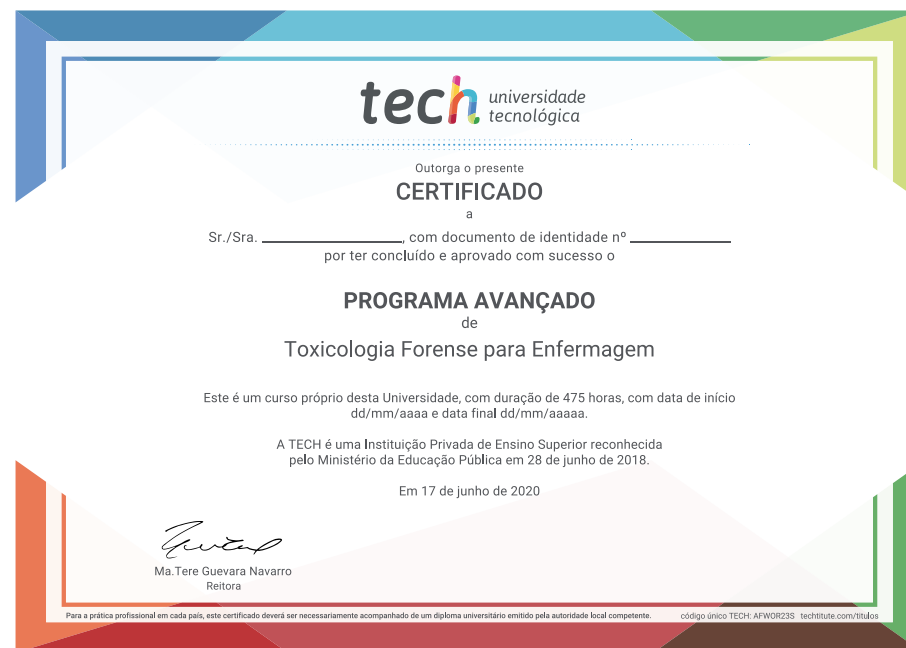 tech universidade
tecnológica
Outorga o presente
CERTIFICADO
a
Sr./Sra. ____________, com documento de identidade nº ____________
por ter concluído e aprovado com sucesso o
PROGRAMA AVANÇADO
de
Toxicologia Forense para Enfermagem
Este é um curso próprio desta Universidade, com duração de 475 horas, com data de início
dd/mm/aaaa e data final dd/mm/aaaaa.
A TECH é uma Instituição Privada de Ensino Superior reconhecida
pelo Ministério da Educação Pública em 28 de junho de 2018.
Em 17 de junho de 2020
Ma.Tere Guevara Navarro
Reitora
Para a prática profissional em cada país, este certificado deverá ser necessariamente acompanhado de um diploma universitário emitido pela autoridade local competente. código único TECH: AFWOR23S techtitute.com/titulos